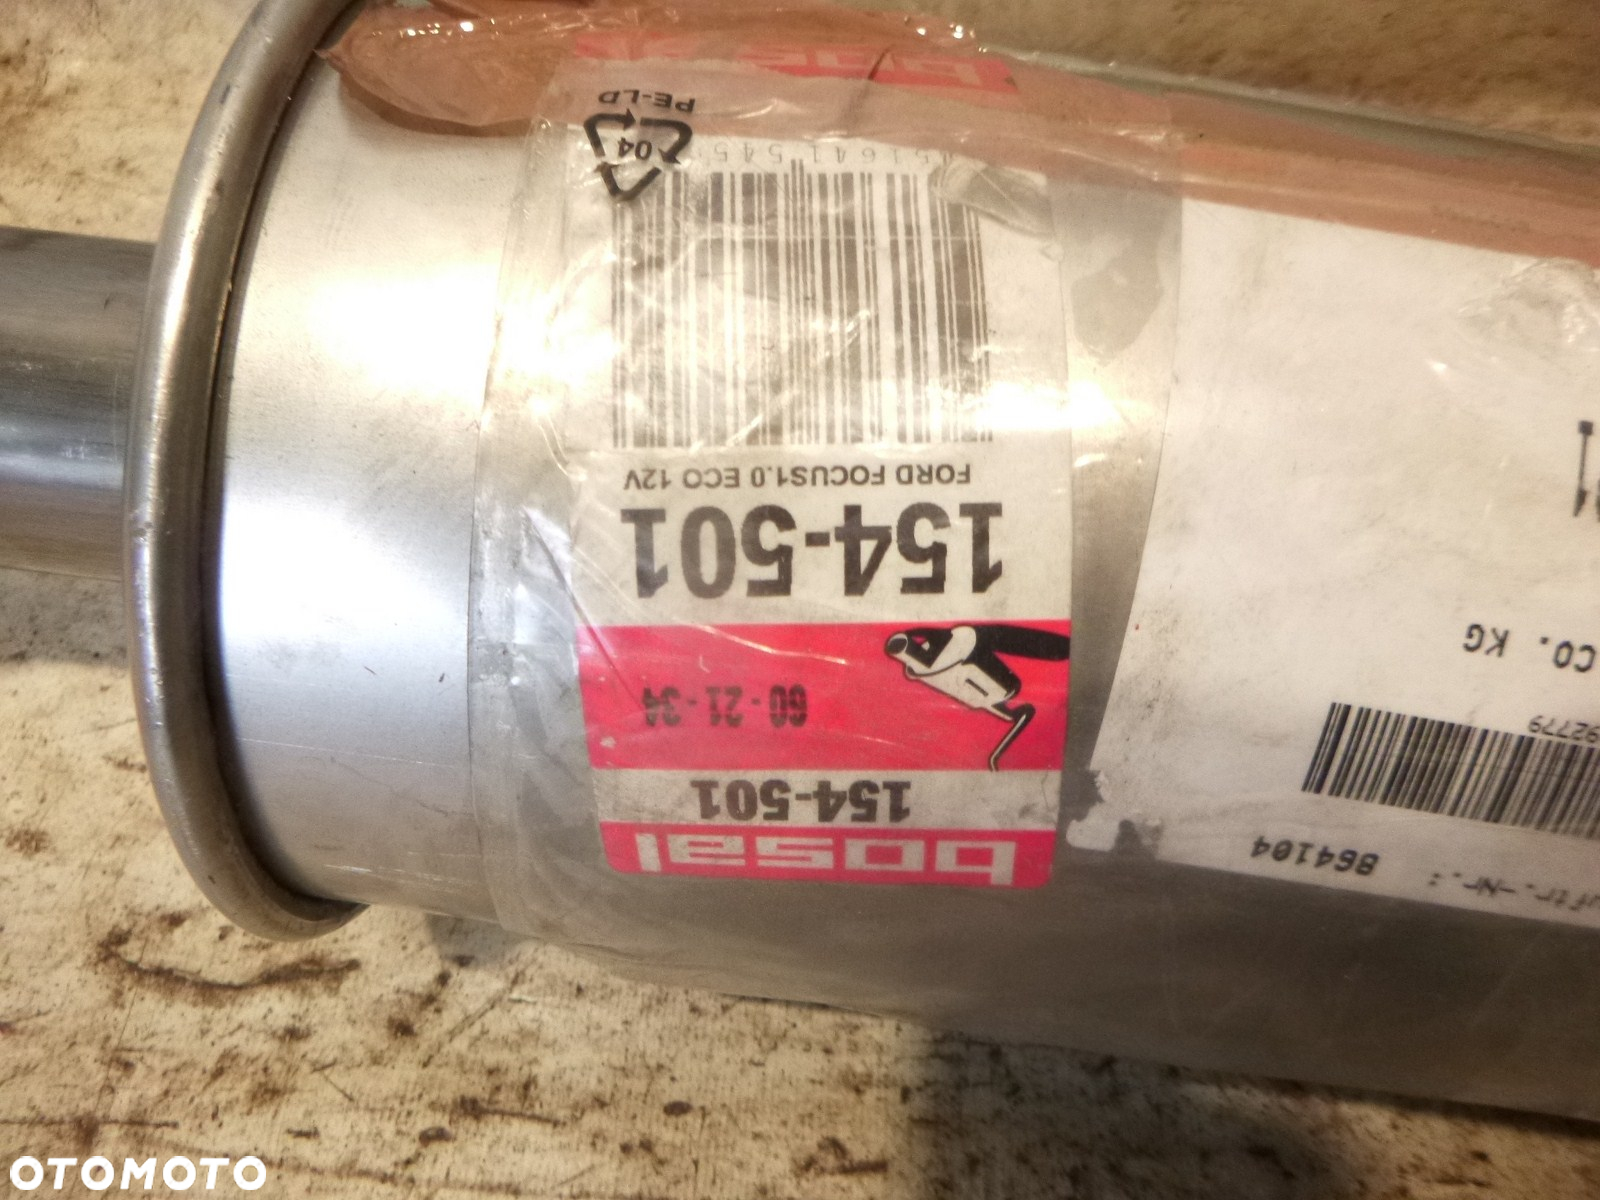 bosal
154-501
60-21-34
154-501
FORD FOCUS1.0 ECO 12V
04
PE-LD
864104
92779
CO. KG
OTOMOTO